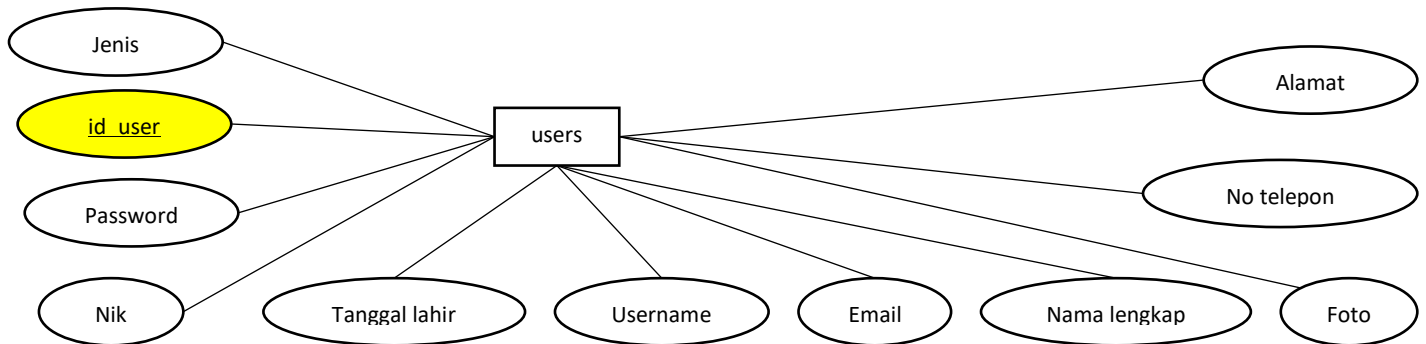 Jenis
Alamat
id_user
users
Password
No telepon
Nik
Tanggal lahir
Username
Email
Nama lengkap
Foto